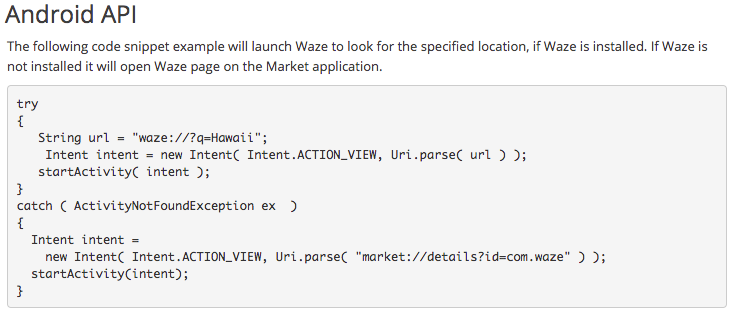 Android API
The following code snippet example will launch Waze to look for the specified location, if Waze is installed. If Waze is
not installed it will open Waze page on the Market application.
try
{
   String url = "waze://?q=Hawaii";
    Intent intent = new Intent( Intent.ACTION_VIEW, Uri.parse( url ) );
   startActivity( intent );
}
catch ( ActivityNotFoundException ex  )
{
  Intent intent =
    new Intent( Intent.ACTION_VIEW, Uri.parse( "market://details?id=com.waze" ) );
  startActivity(intent);
}